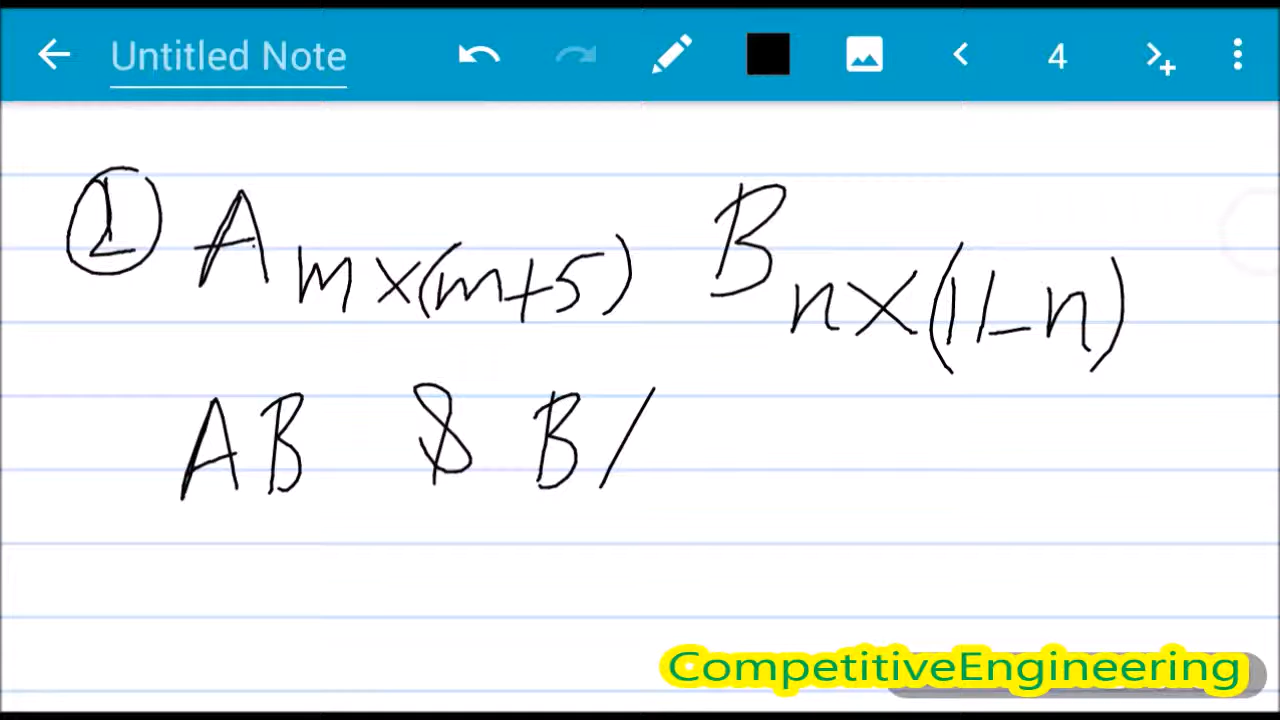 Untitled Note 4
① A m×(m+5) B n×(11-n)
AB & B/
CompetitiveEngineering